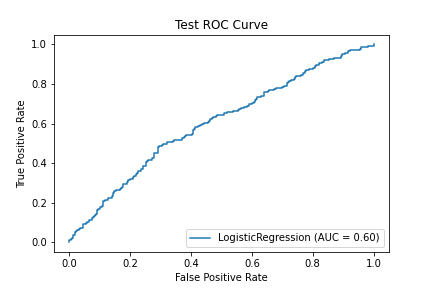 Test ROC Curve
True Positive Rate
1.0
0.8
0.6
0.4
0.2
0.0
LogisticRegression (AUC = 0.60)
0.0 0.2 0.4 0.6 0.8 1.0
False Positive Rate